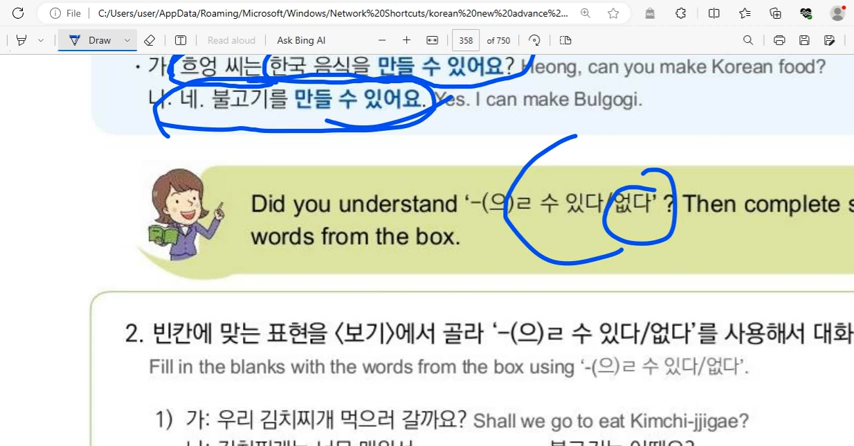 File
C:/Users/user/AppData/Roaming/Microsoft/Windows/Network%20Shortcuts/korean%20new%20advance%2...
Draw Read aloud Ask Bing AI 358 of 750
· 가: 흐엉 씨는 한국 음식을 만들 수 있어요? Heong, can you make Korean food?
나: 네. 불고기를 만들 수 있어요. Yes. I can make Bulgogi.
Did you understand ‘-(으)ㄹ 수 있다/없다’ ? Then complete s
words from the box.
2. 빈칸에 맞는 표현을 〈보기〉에서 골라 ‘-(으)ㄹ 수 있다/없다’를 사용해서 대화
Fill in the blanks with the words from the box using ‘-(으)ㄹ 수 있다/없다’.
1) 가: 우리 김치찌개 먹으러 갈까요? Shall we go to eat Kimchi-jjigae?